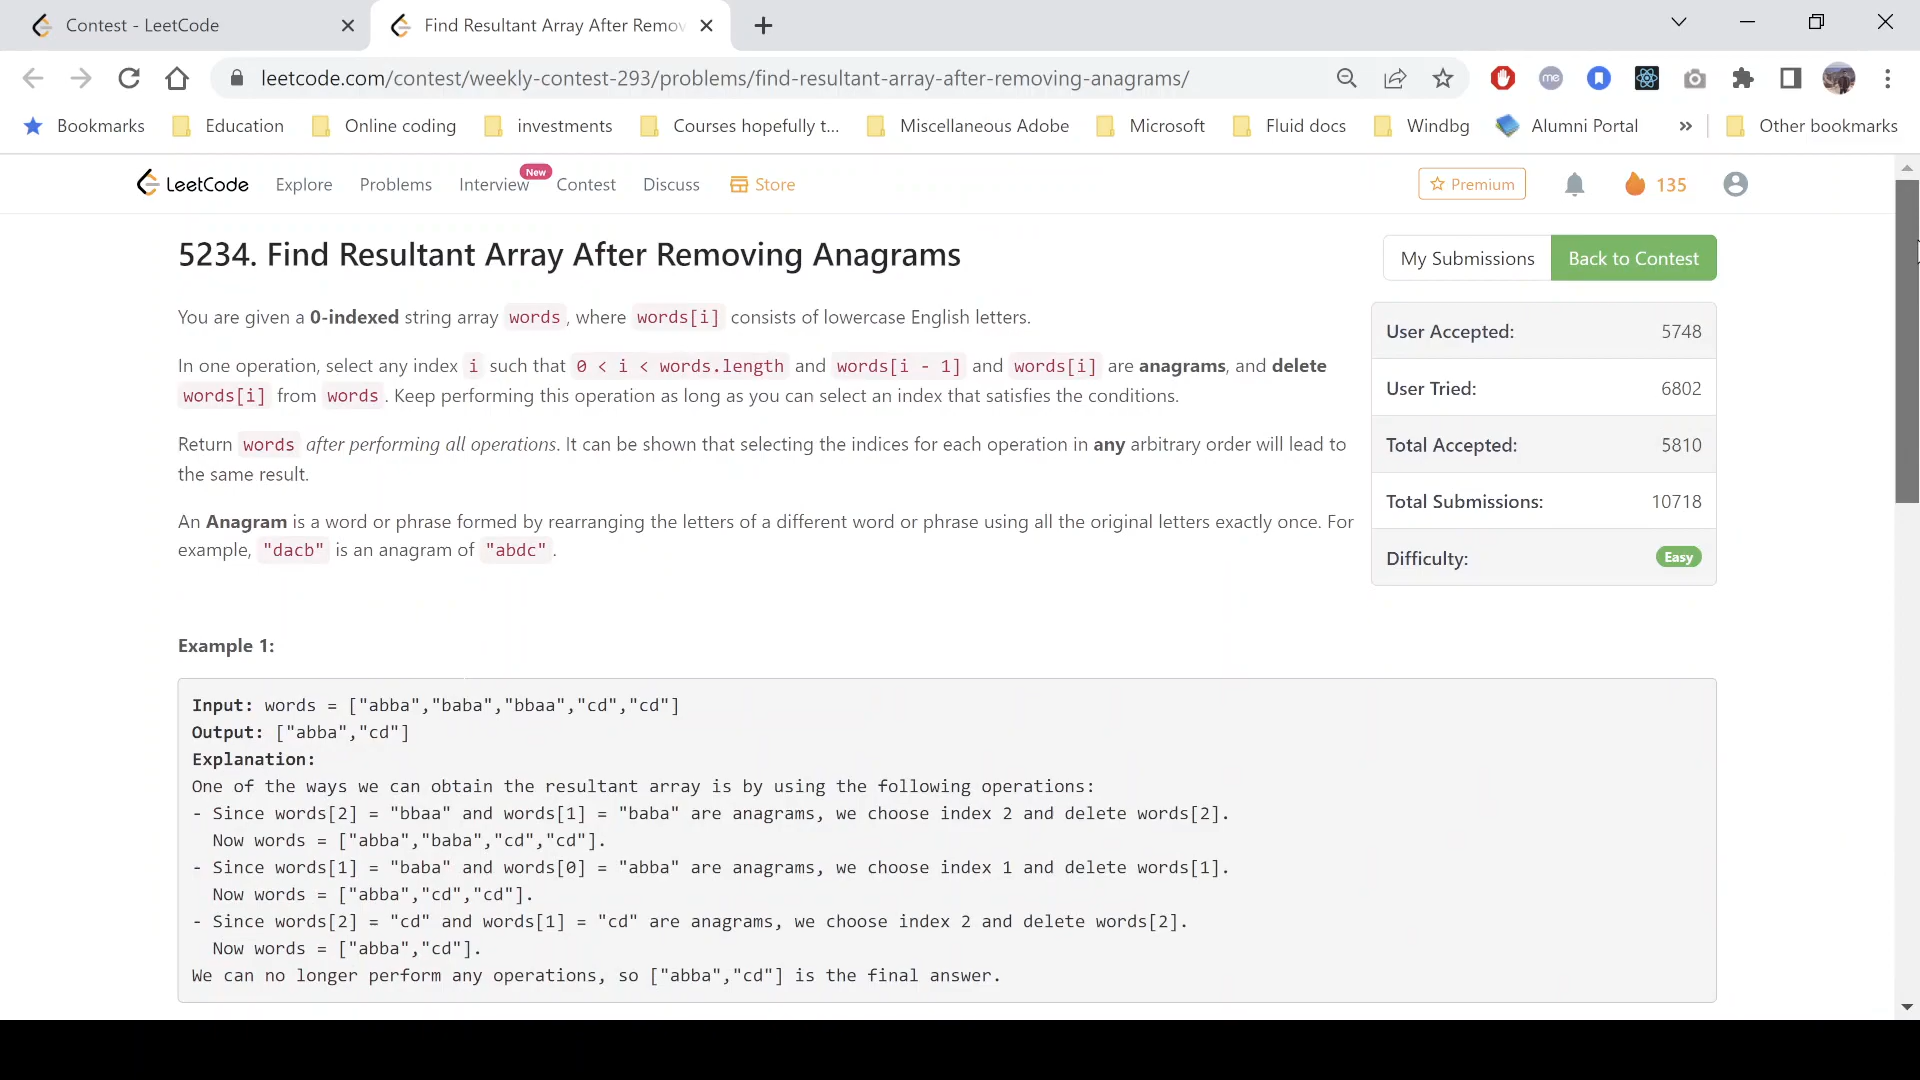 Contest - LeetCode
Find Resultant Array After Remov
leetcode.com/contest/weekly-contest-293/problems/find-resultant-array-after-removing-anagrams/
me
Bookmarks Education Online coding investments Courses hopefully t... Miscellaneous Adobe Microsoft Fluid docs Windbg Alumni Portal » Other bookmarks
LeetCode Explore Problems Interview New Contest Discuss Store Premium 135
5234. Find Resultant Array After Removing Anagrams
My Submissions Back to Contest
You are given a 0-indexed string array words, where words[i] consists of lowercase English letters.
In one operation, select any index i such that 0 < i < words.length and words[i - 1] and words[i] are anagrams, and delete
words[i] from words. Keep performing this operation as long as you can select an index that satisfies the conditions.
Return words after performing all operations. It can be shown that selecting the indices for each operation in any arbitrary order will lead to
the same result.
An Anagram is a word or phrase formed by rearranging the letters of a different word or phrase using all the original letters exactly once. For
example, "dacb" is an anagram of "abdc".
User Accepted: 5748
User Tried: 6802
Total Accepted: 5810
Total Submissions: 10718
Difficulty: Easy
Example 1:
Input: words = ["abba","baba","bbaa","cd","cd"]
Output: ["abba","cd"]
Explanation:
One of the ways we can obtain the resultant array is by using the following operations:
- Since words[2] = "bbaa" and words[1] = "baba" are anagrams, we choose index 2 and delete words[2].
Now words = ["abba","baba","cd","cd"].
- Since words[1] = "baba" and words[0] = "abba" are anagrams, we choose index 1 and delete words[1].
Now words = ["abba","cd","cd"].
- Since words[2] = "cd" and words[1] = "cd" are anagrams, we choose index 2 and delete words[2].
Now words = ["abba","cd"].
We can no longer perform any operations, so ["abba","cd"] is the final answer.